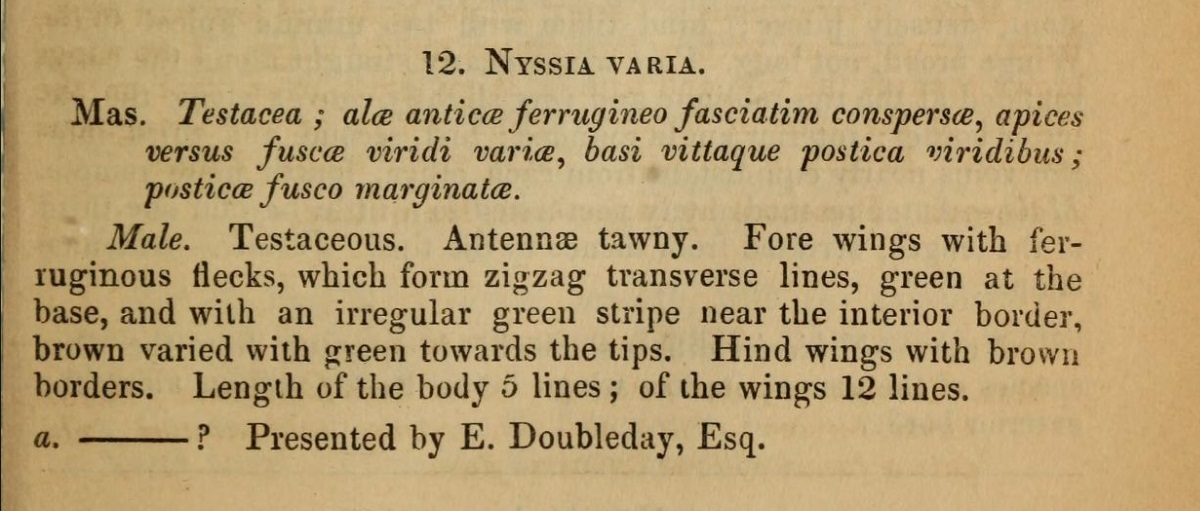 12. Nyssia varia.
Mas. Testacea ; alæ anticæ ferrugineo fasciatim conspersæ, apices
versus fuscæ viridi variæ, basi vittaque postica viridibus ;
posticæ fusco marginatæ.
Male. Testaceous. Antennæ tawny. Fore wings with fer-
ruginous flecks, which form zigzag transverse lines, green at the
base, and with an irregular green stripe near the interior border,
brown varied with green towards the tips. Hind wings with brown
borders. Length of the body 5 lines ; of the wings 12 lines.
a. ——— ? Presented by E. Doubleday, Esq.